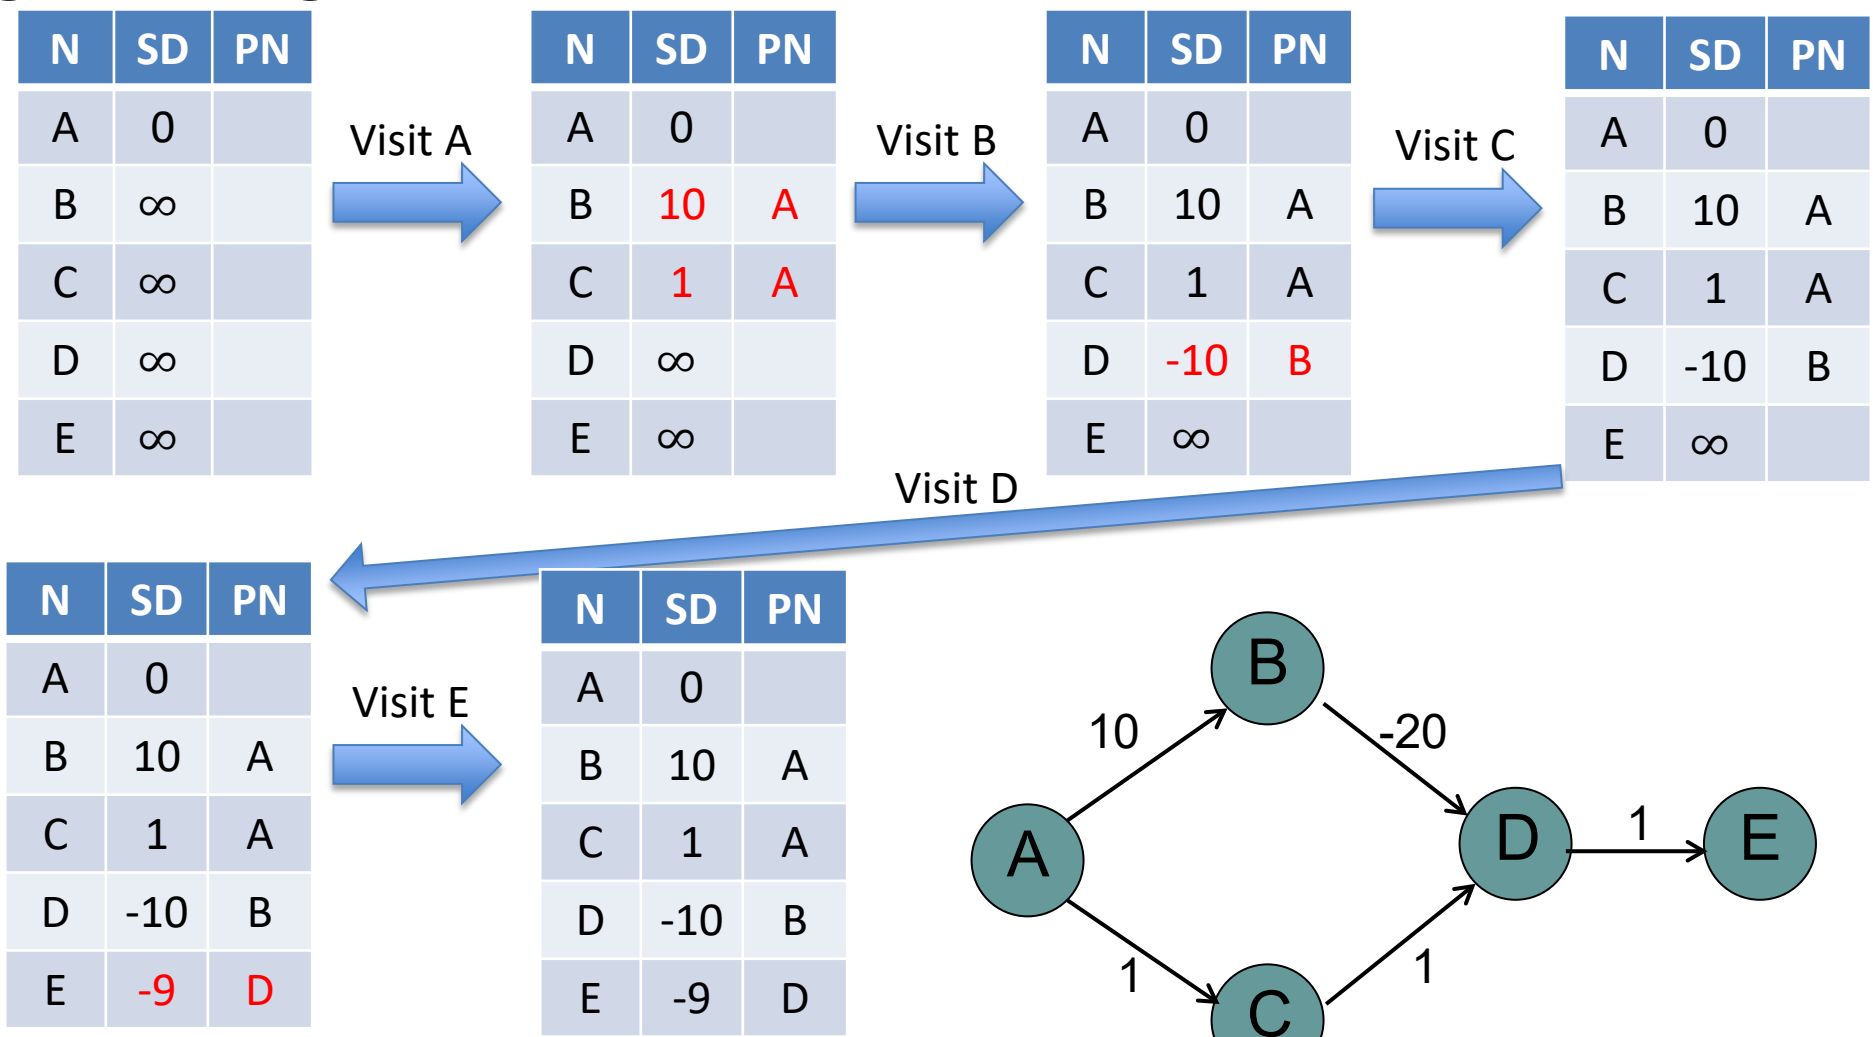 N SD PN
A 0
B ∞
C ∞
D ∞
E ∞
Visit A
N SD PN
A 0
B 10 A
C 1 A
D ∞
E ∞
Visit B
N SD PN
A 0
B 10 A
C 1 A
D -10 B
E ∞
Visit C
N SD PN
A 0
B 10 A
C 1 A
D -10 B
E ∞
Visit D
N SD PN
A 0
B 10 A
C 1 A
D -10 B
E -9 D
Visit E
N SD PN
A 0
B 10 A
C 1 A
D -10 B
E -9 D
B
10
-20
A
D
1
E
1
1
C